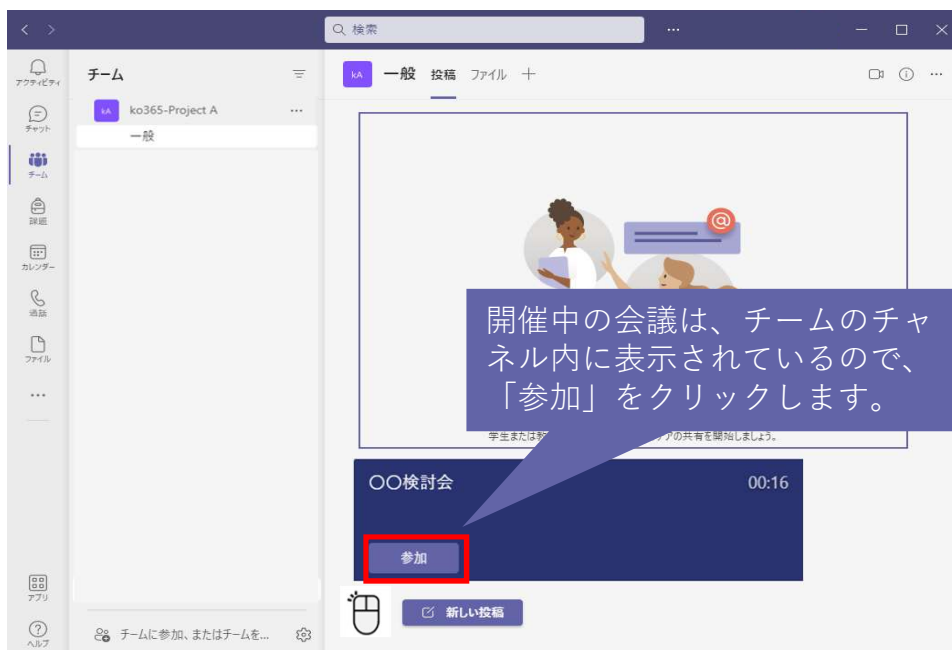 検索
アクティビティ
チャット
チーム
課題
カレンダー
通話
ファイル
アプリ
ヘルプ
チーム
kA ko365-Project A
一般
チームに参加、またはチームを...
kA 一般 投稿 ファイル
@
開催中の会議は、チームのチャ
ネル内に表示されているので、
「参加」をクリックします。
学生または教
アの共有を開始しましょう。
〇〇検討会 00:16
参加
新しい投稿